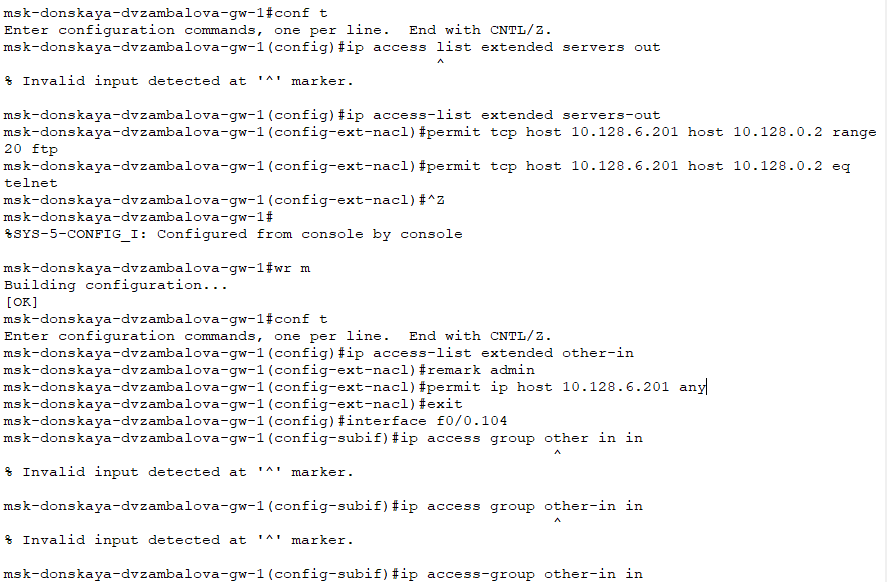 msk-donskaya-dvzambalova-gw-1#conf t
Enter configuration commands, one per line.  End with CNTL/Z.
msk-donskaya-dvzambalova-gw-1(config)#ip access list extended servers out
^
% Invalid input detected at '^' marker.
msk-donskaya-dvzambalova-gw-1(config)#ip access-list extended servers-out
msk-donskaya-dvzambalova-gw-1(config-ext-nacl)#permit tcp host 10.128.6.201 host 10.128.0.2 range
20 ftp
msk-donskaya-dvzambalova-gw-1(config-ext-nacl)#permit tcp host 10.128.6.201 host 10.128.0.2 eq
telnet
msk-donskaya-dvzambalova-gw-1(config-ext-nacl)#^Z
msk-donskaya-dvzambalova-gw-1#
%SYS-5-CONFIG_I: Configured from console by console
msk-donskaya-dvzambalova-gw-1#wr m
Building configuration...
[OK]
msk-donskaya-dvzambalova-gw-1#conf t
Enter configuration commands, one per line.  End with CNTL/Z.
msk-donskaya-dvzambalova-gw-1(config)#ip access-list extended other-in
msk-donskaya-dvzambalova-gw-1(config-ext-nacl)#remark admin
msk-donskaya-dvzambalova-gw-1(config-ext-nacl)#permit ip host 10.128.6.201 any
msk-donskaya-dvzambalova-gw-1(config-ext-nacl)#exit
msk-donskaya-dvzambalova-gw-1(config)#interface f0/0.104
msk-donskaya-dvzambalova-gw-1(config-subif)#ip access group other in in
^
% Invalid input detected at '^' marker.
msk-donskaya-dvzambalova-gw-1(config-subif)#ip access group other-in in
^
% Invalid input detected at '^' marker.
msk-donskaya-dvzambalova-gw-1(config-subif)#ip access-group other-in in